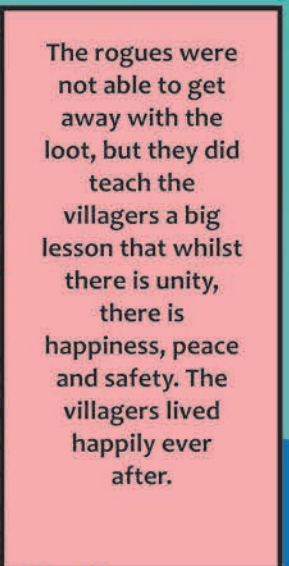 The rogues were
not able to get
away with the
loot, but they did
teach the
villagers a big
lesson that whilst
there is unity,
there is
happiness, peace
and safety. The
villagers lived
happily ever
after.